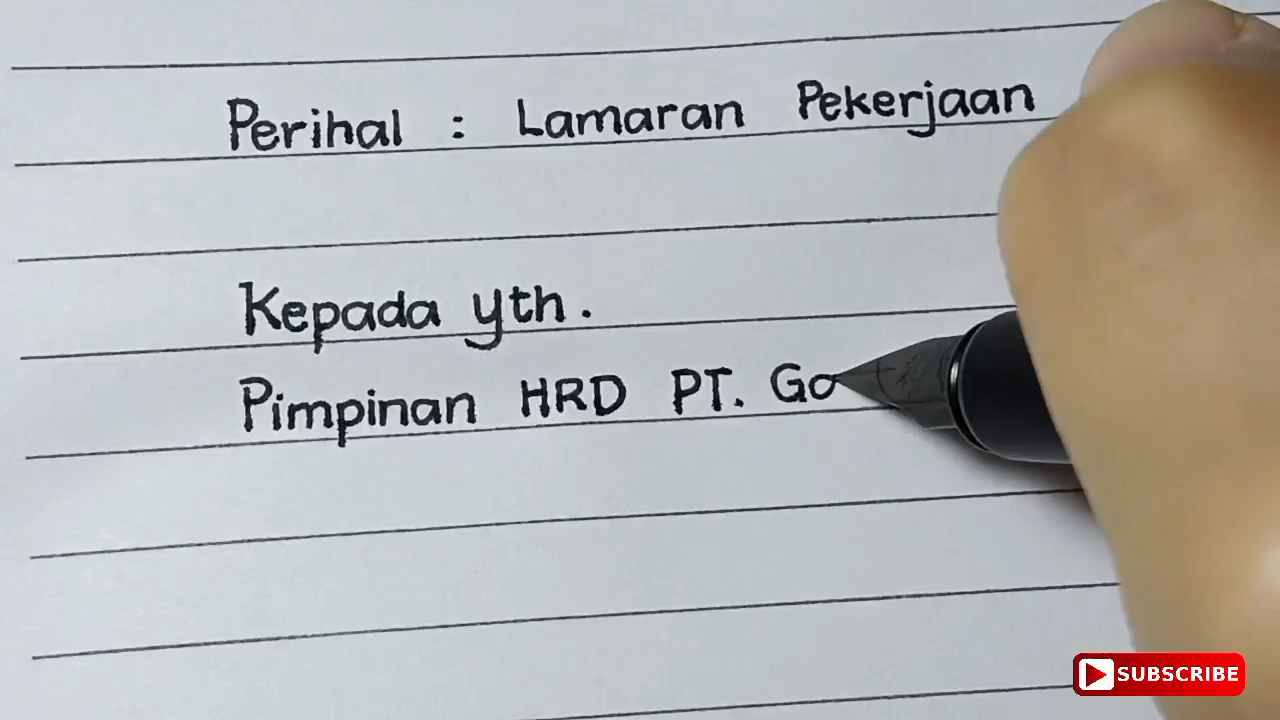 Perihal : Lamaran Pekerjaan
Kepada yth.
Pimpinan HRD PT. Go
SUBSCRIBE